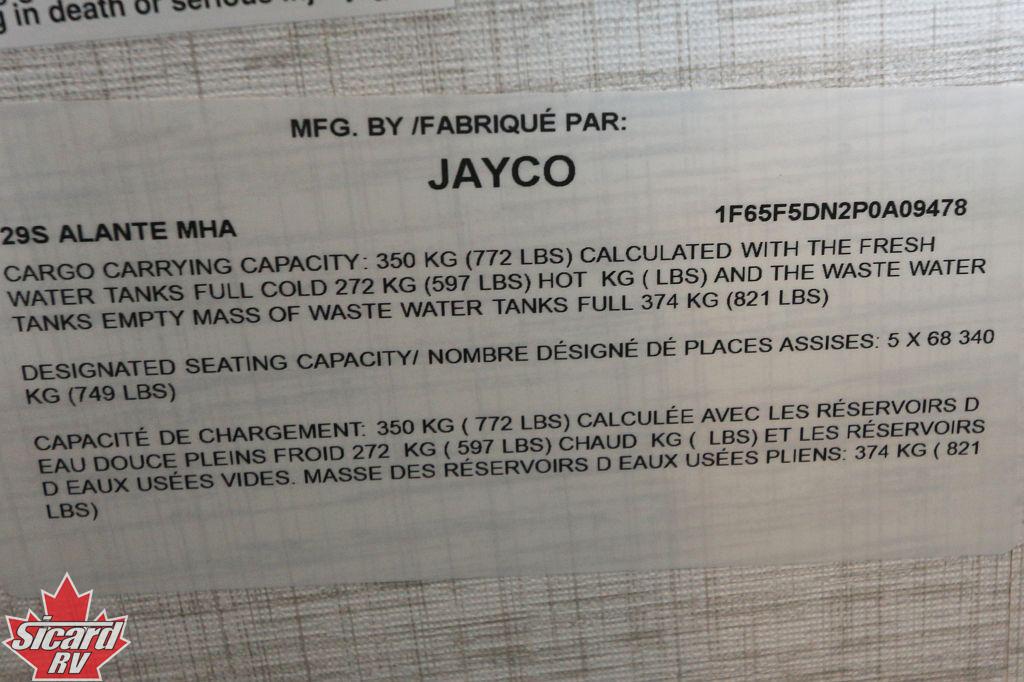 g in death or serious
MFG. BY /FABRIQUÉ PAR:
JAYCO
29S ALANTE MHA
1F65F5DN2P0A09478
CARGO CARRYING CAPACITY: 350 KG (772 LBS) CALCULATED WITH THE FRESH
WATER TANKS FULL COLD 272 KG (597 LBS) HOT KG ( LBS) AND THE WASTE WATER
TANKS EMPTY MASS OF WASTE WATER TANKS FULL 374 KG (821 LBS)
DESIGNATED SEATING CAPACITY/ NOMBRE DÉSIGNÉ DÉ PLACES ASSISES: 5 X 68 340
KG (749 LBS)
CAPACITÉ DE CHARGEMENT: 350 KG ( 772 LBS) CALCULÉE AVEC LES RÉSERVOIRS D
EAU DOUCE PLEINS FROID 272 KG ( 597 LBS) CHAUD KG ( LBS) ET LES RÉSERVOIRS
D EAUX USÉES VIDES. MASSE DES RÉSERVOIRS D EAUX USÉES PLIENS: 374 KG ( 821
LBS)
Sicard
RV